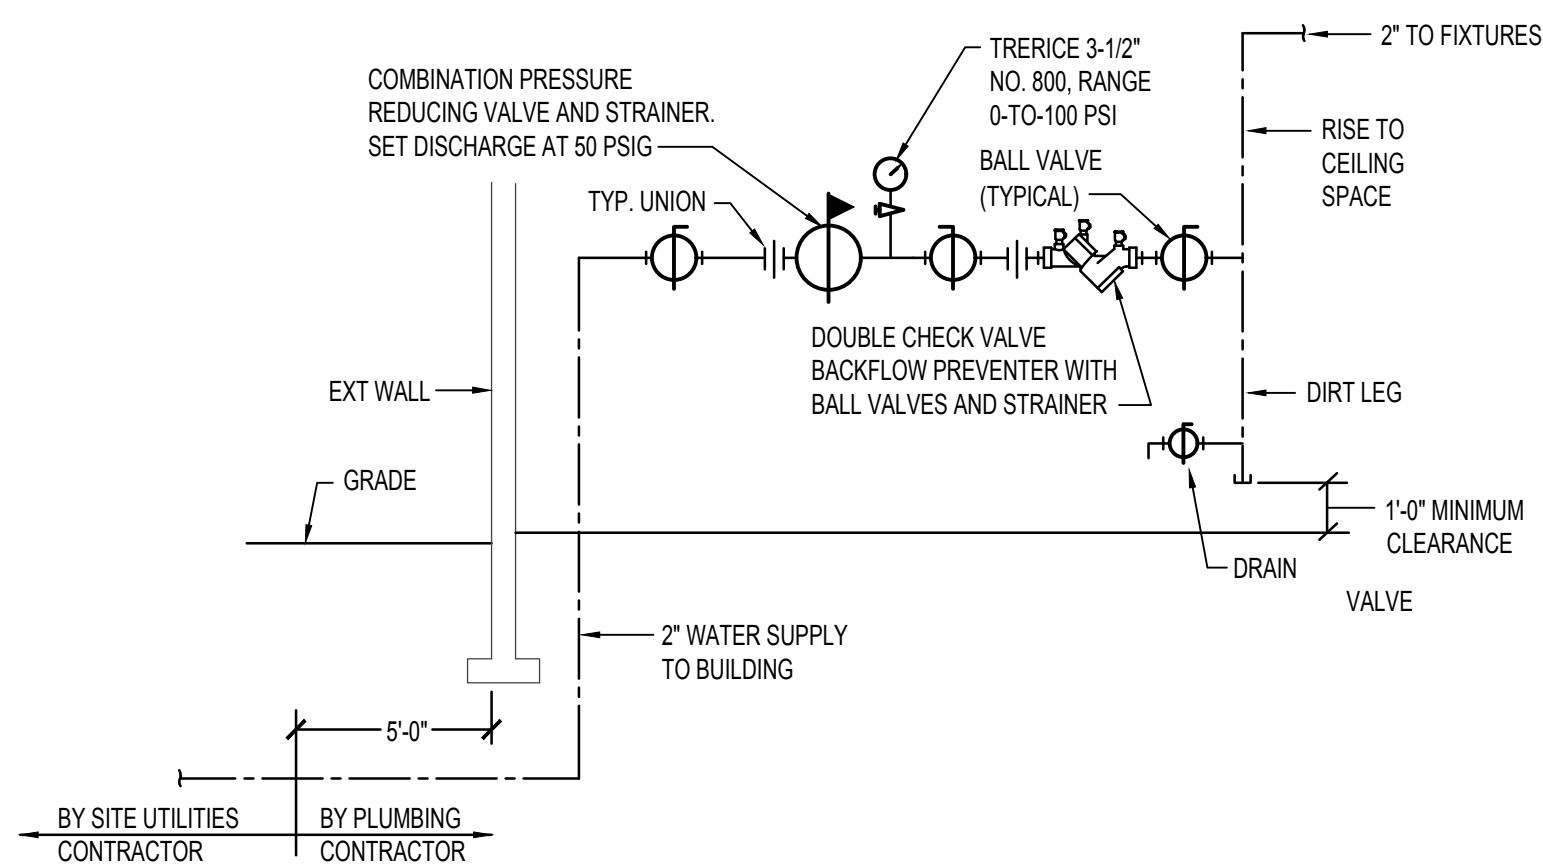 2" TO FIXTURES
TRERICE 3-1/2"
NO. 800, RANGE
0-TO-100 PSI
COMBINATION PRESSURE
REDUCING VALVE AND STRAINER.
SET DISCHARGE AT 50 PSIG
RISE TO
CEILING
SPACE
BALL VALVE
(TYPICAL)
TYP. UNION
DOUBLE CHECK VALVE
BACKFLOW PREVENTER WITH
BALL VALVES AND STRAINER
EXT WALL
DIRT LEG
GRADE
1'-0" MINIMUM
CLEARANCE
DRAIN
VALVE
2" WATER SUPPLY
TO BUILDING
5'-0"
BY SITE UTILITIES
CONTRACTOR
BY PLUMBING
CONTRACTOR